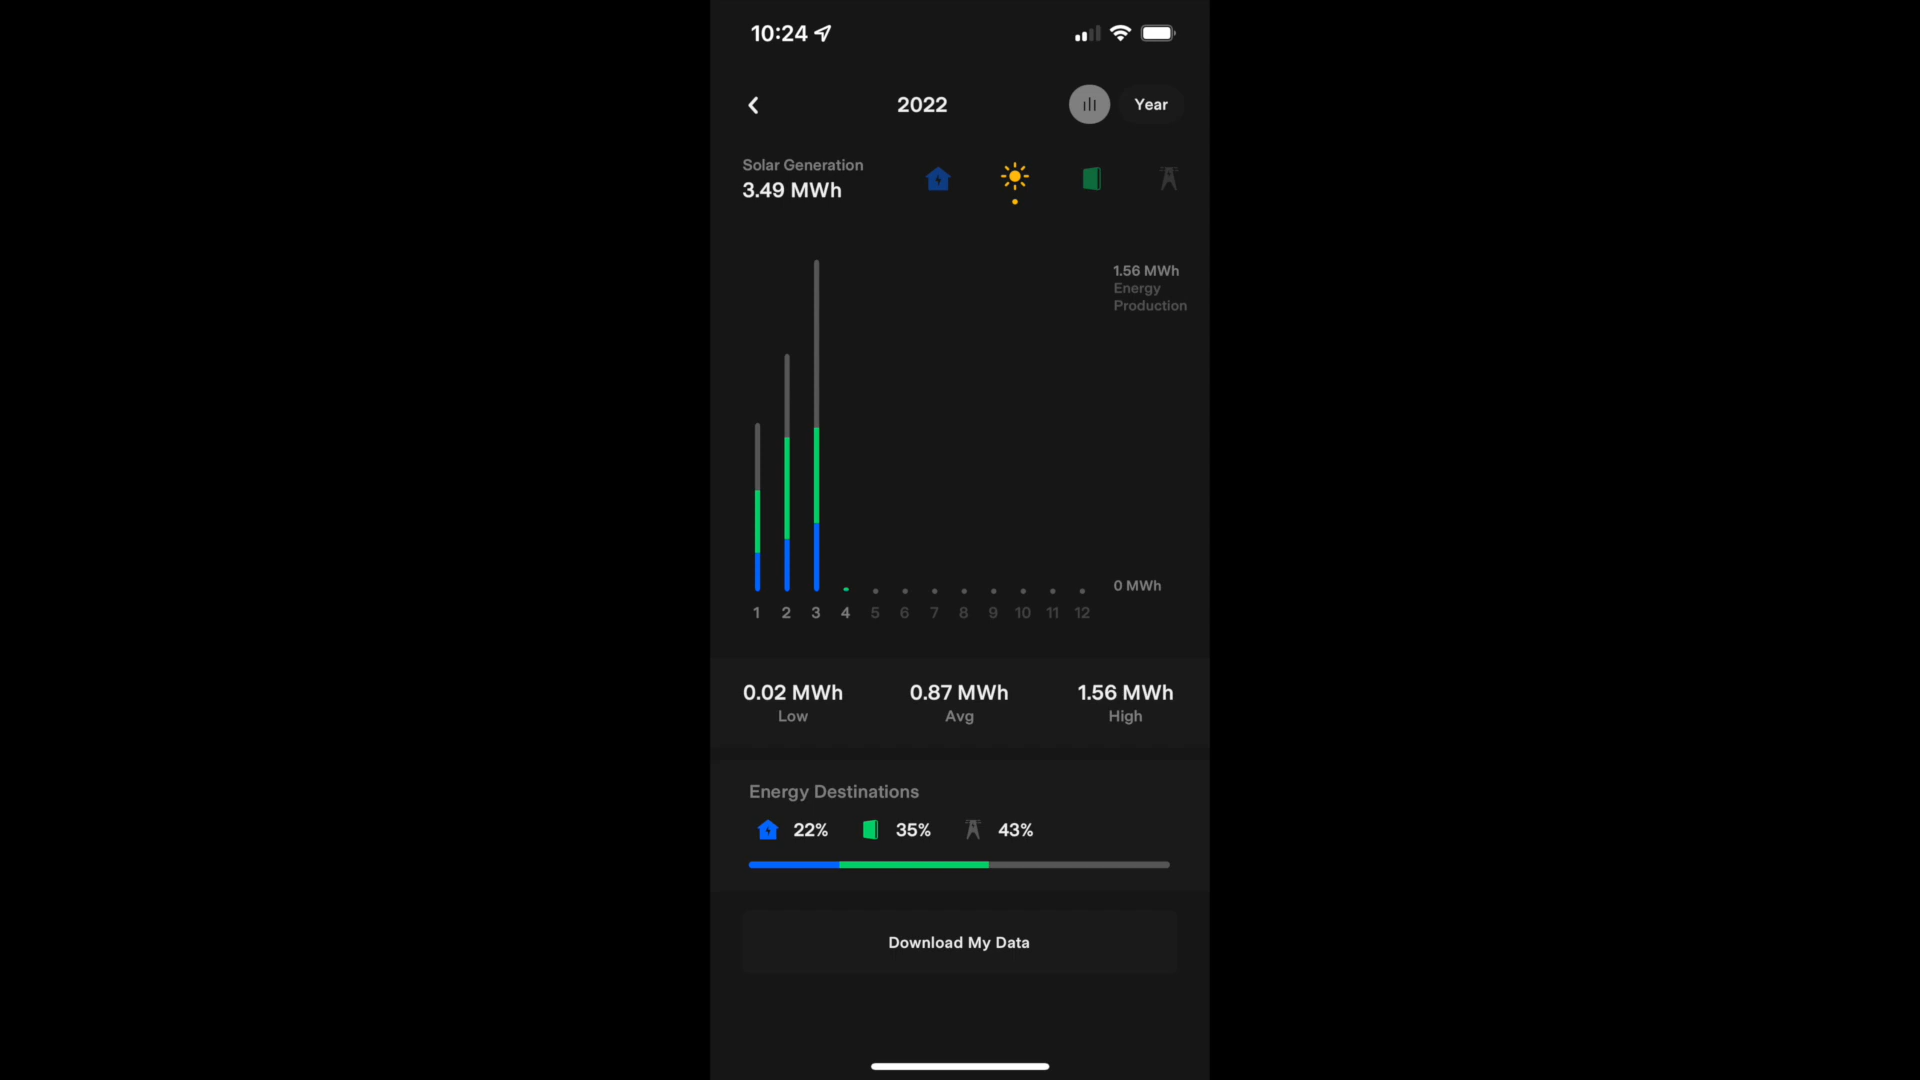 10:24
2022
Year
Solar Generation
3.49 MWh
1.56 MWh
Energy
Production
0 MWh
1 2 3 4 5 6 7 8 9 10 11 12
0.02 MWh 0.87 MWh 1.56 MWh
Low Avg High
Energy Destinations
22% 35% 43%
Download My Data